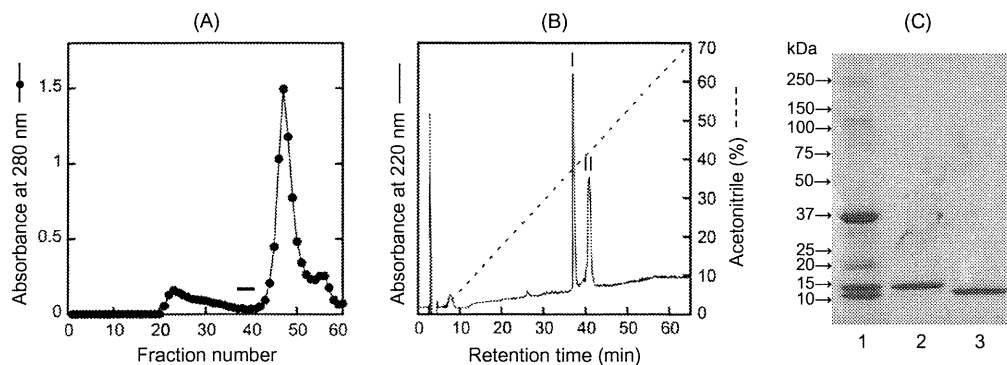 (A)
Absorbance at 280 nm
1.5
1
0.5
0
0 10 20 30 40 50 60
Fraction number
(B)
Absorbance at 220 nm
I
II
70
60
50
40
30
20
10
0
Acetonitrile (%)
0 10 20 30 40 50 60
Retention time (min)
(C)
kDa
250→
150→
100→
75→
50→
37→
25→
20→
15→
10→
1 2 3